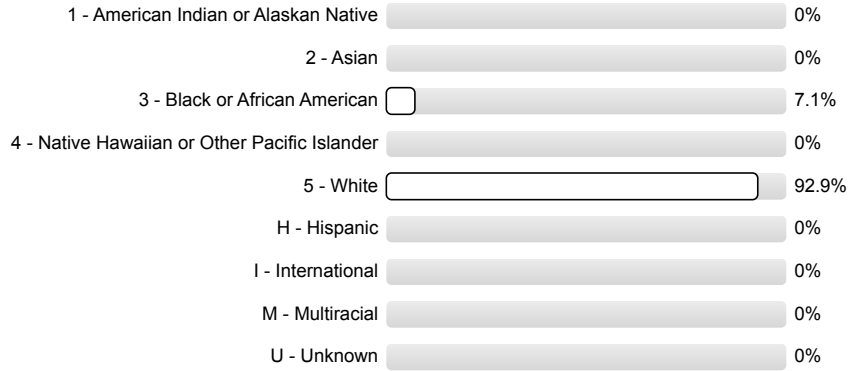 1 - American Indian or Alaskan Native 0%
2 - Asian 0%
3 - Black or African American 7.1%
4 - Native Hawaiian or Other Pacific Islander 0%
5 - White 92.9%
H - Hispanic 0%
I - International 0%
M - Multiracial 0%
U - Unknown 0%